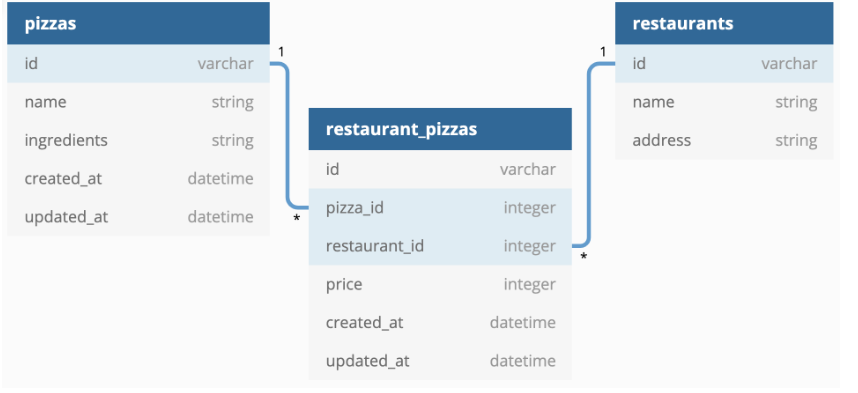 pizzas
id varchar
name string
ingredients string
created_at datetime
updated_at datetime
1
*
restaurant_pizzas
id varchar
pizza_id integer
restaurant_id integer
price integer
created_at datetime
updated_at datetime
1
*
restaurants
id varchar
name string
address string